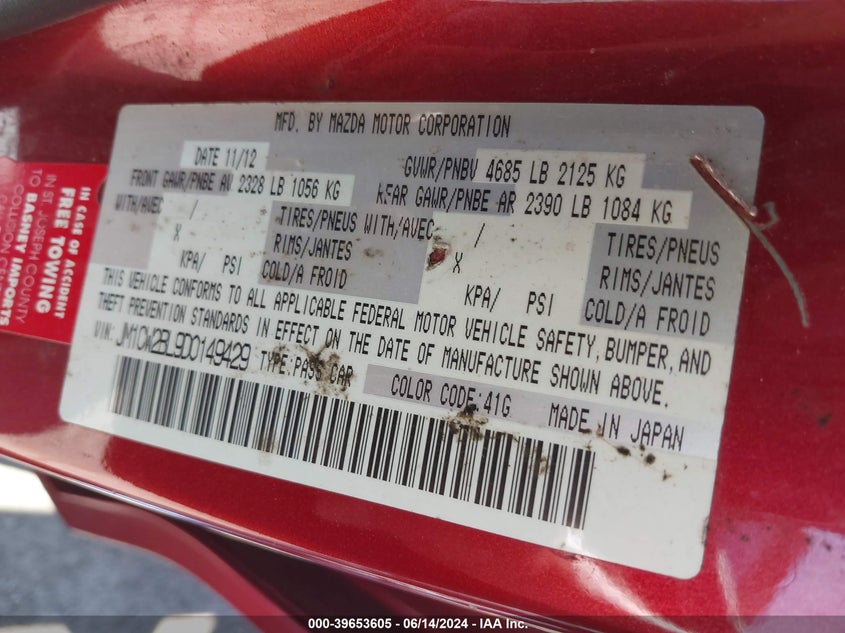 MFD. BY MAZDA MOTOR CORPORATION
DATE 11/12
GVWR/PNBV 4685 LB 2125 KG
FRONT GAWR/PNBE AV 2328 LB 1056 KG
REAR GAWR/PNBE AR 2390 LB 1084 KG
WITH/AVEC / TIRES/PNEUS WITH/AVEC / TIRES/PNEUS
X RIMS/JANTES X RIMS/JANTES
KPA/ PSI COLD/A FROID KPA/ PSI COLD/A FROID
THIS VEHICLE CONFORMS TO ALL APPLICABLE FEDERAL MOTOR VEHICLE SAFETY, BUMPER, AND
THEFT PREVENTION STANDARDS IN EFFECT ON THE DATE OF MANUFACTURE SHOWN ABOVE.
VIN: JM1CW2BL9D0149429 TYPE:PASS CAR
COLOR CODE:41G MADE IN JAPAN
IN CASE OF ACCIDENT
FREE TOWING
IN ST. JOSEPH COUNTY
TO BASNEY IMPORTS
COLLISION
000-39653605 / 06/14/2024 / IAA Inc.